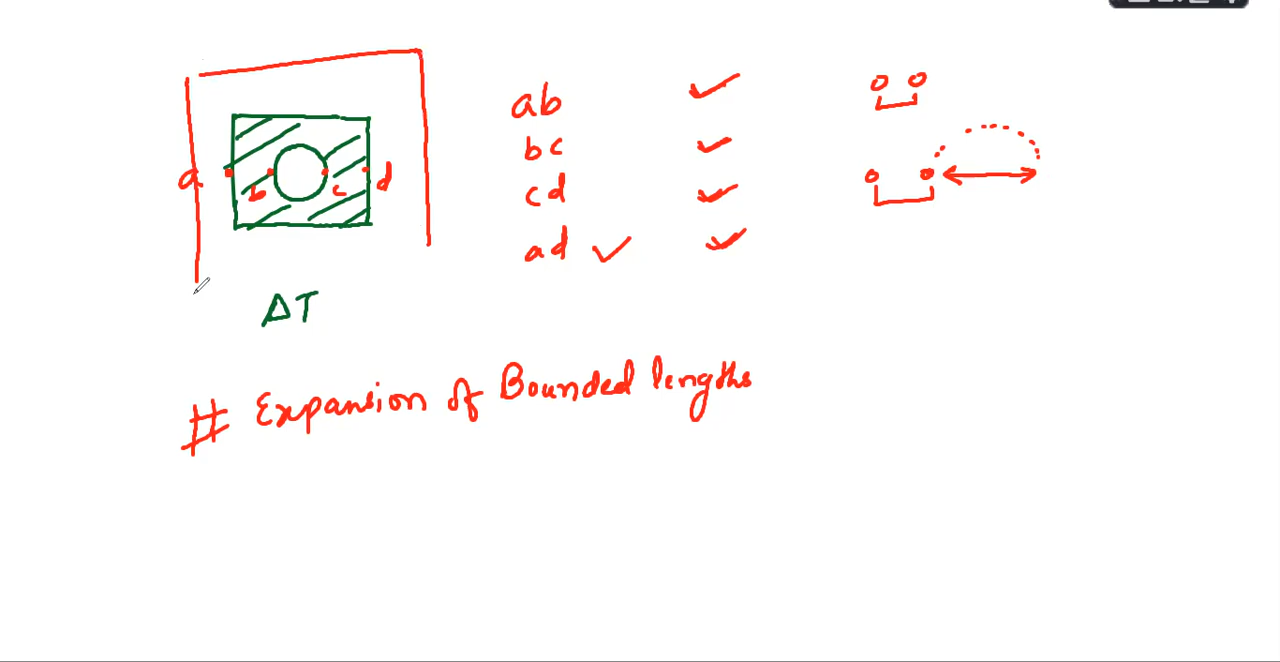 ab ✓
a b c d
bc ✓
cd ✓
ad ✓ ✓
ΔT
# Expansion of Bounded lengths